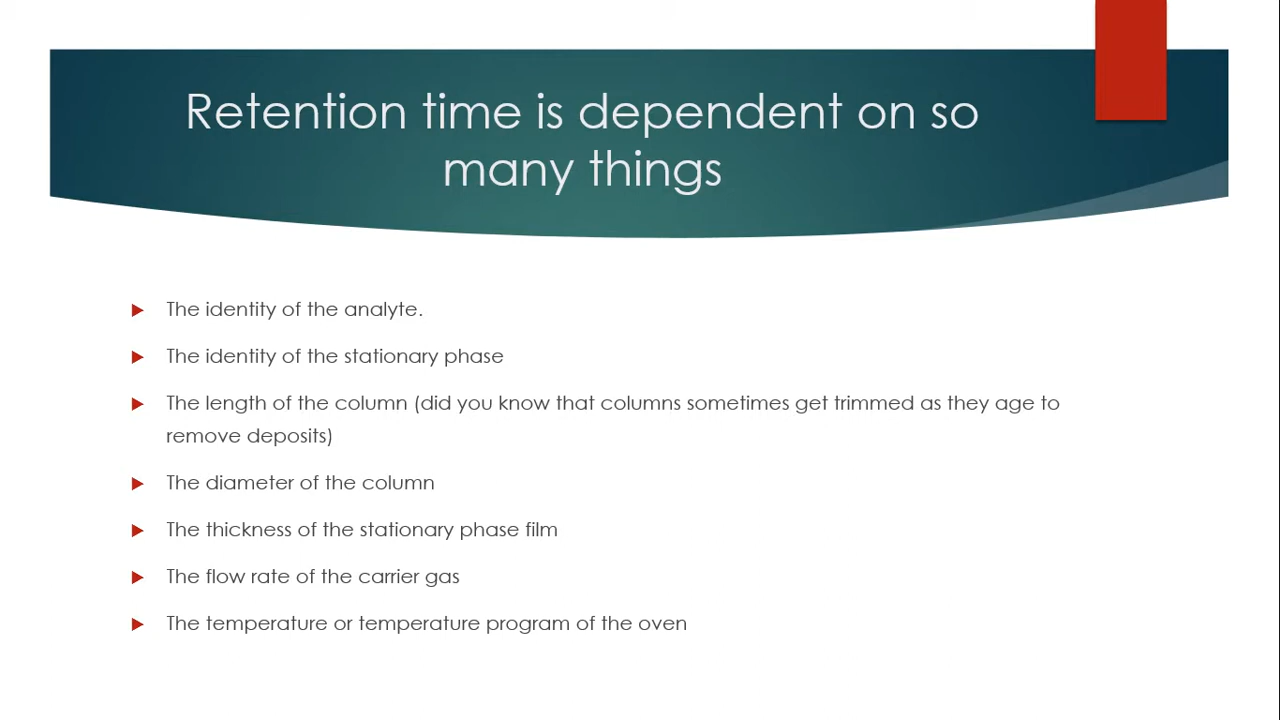 Retention time is dependent on so
many things
The identity of the analyte.
The identity of the stationary phase
The length of the column (did you know that columns sometimes get trimmed as they age to
remove deposits)
The diameter of the column
The thickness of the stationary phase film
The flow rate of the carrier gas
The temperature or temperature program of the oven